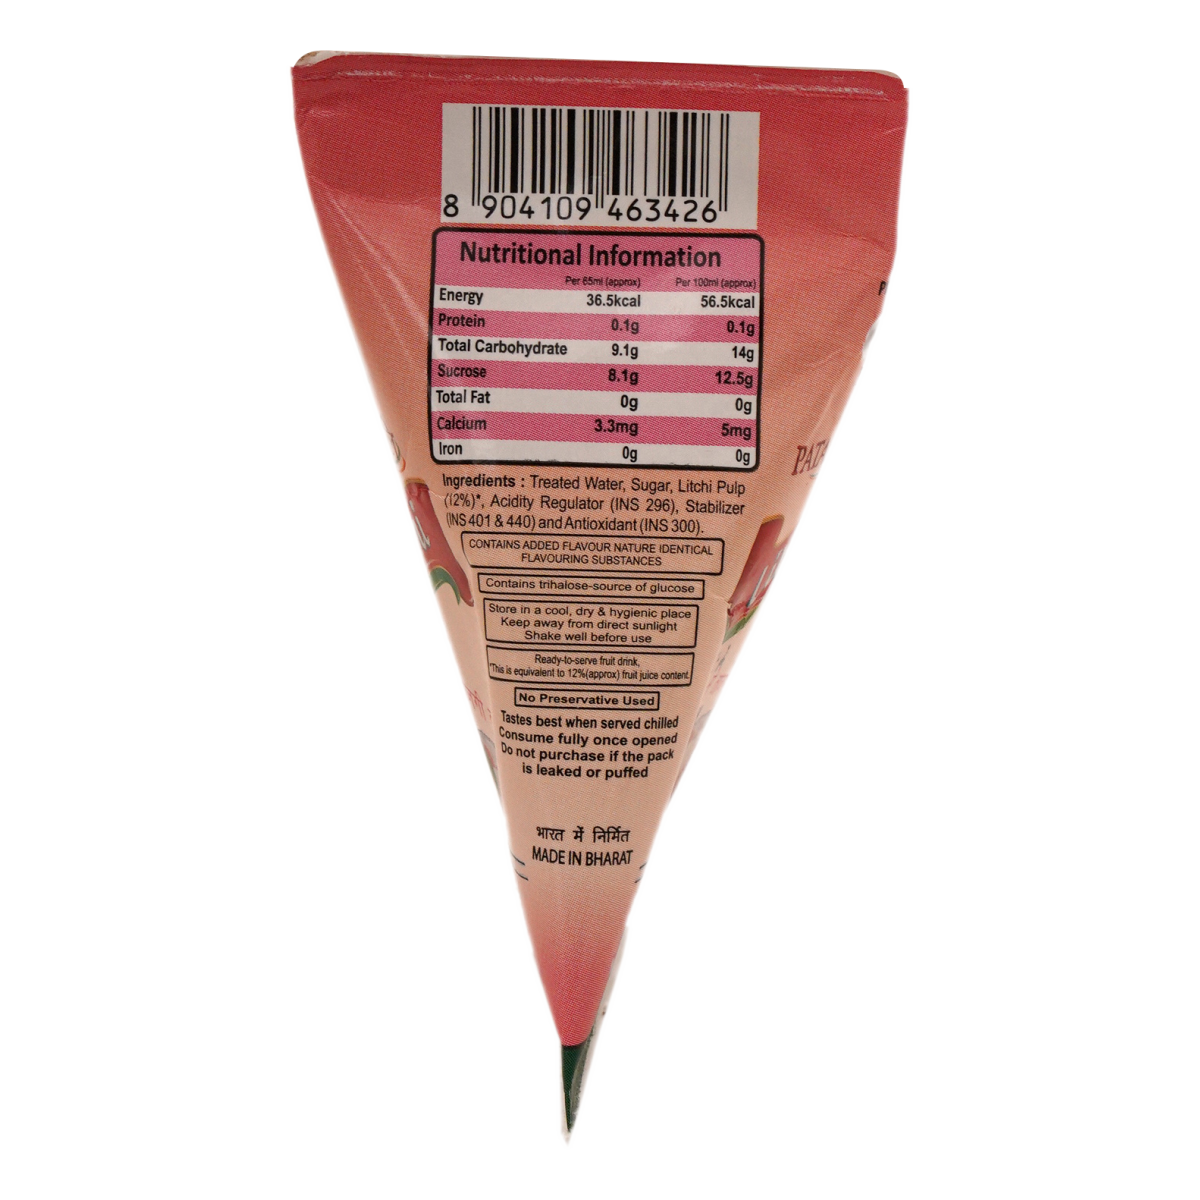 8 904109 463426
Nutritional Information
Per 65ml (approx) Per 100ml (approx)
Energy 36.5kcal 56.5kcal
Protein 0.1g 0.1g
Total Carbohydrate 9.1g 14g
Sucrose 8.1g 12.5g
Total Fat 0g 0g
Calcium 3.3mg 5mg
Iron 0g 0g
Ingredients : Treated Water, Sugar, Litchi Pulp
(12%)*, Acidity Regulator (INS 296), Stabilizer
(INS 401 & 440) and Antioxidant (INS 300).
CONTAINS ADDED FLAVOUR NATURE IDENTICAL
FLAVOURING SUBSTANCES
Contains trihalose-source of glucose
Store in a cool, dry & hygienic place
Keep away from direct sunlight
Shake well before use
Ready-to-serve fruit drink,
*This is equivalent to 12%(approx) fruit juice content.
No Preservative Used
Tastes best when served chilled
Consume fully once opened
Do not purchase if the pack
is leaked or puffed
भारत में निर्मित
MADE IN BHARAT